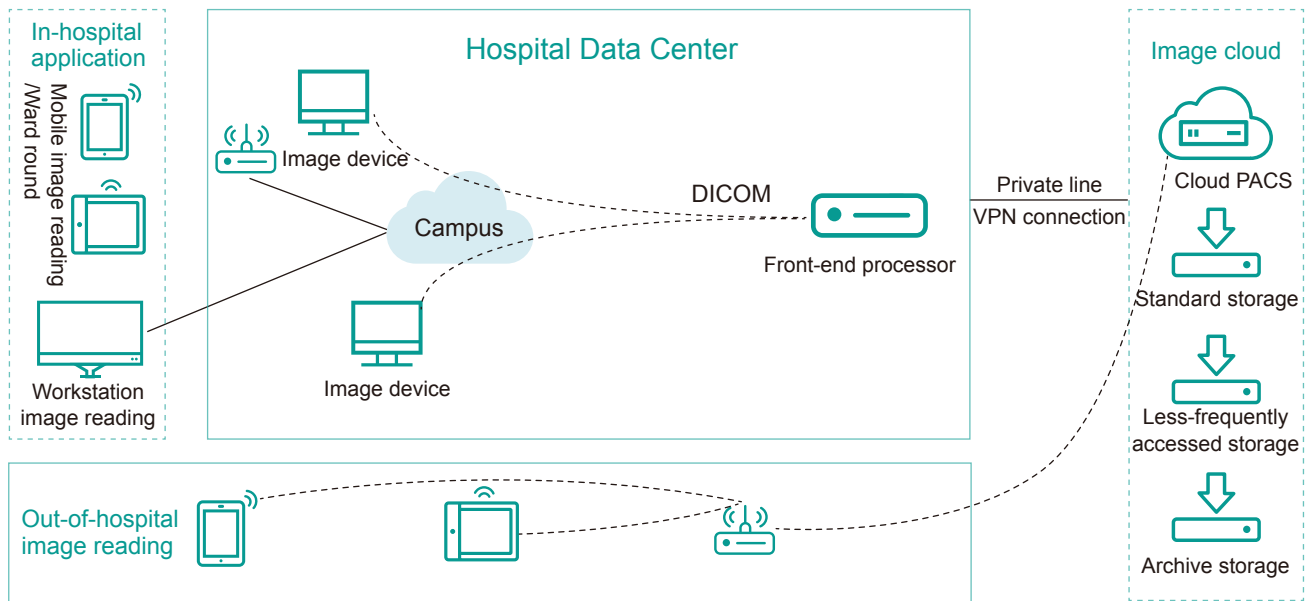 In-hospital
application
Mobile image reading
/Ward round
Workstation
image reading
Hospital Data Center
Image device
Campus
DICOM
Front-end processor
Image device
Private line
VPN connection
Image cloud
Cloud PACS
Standard storage
Less-frequently
accessed storage
Archive storage
Out-of-hospital
image reading